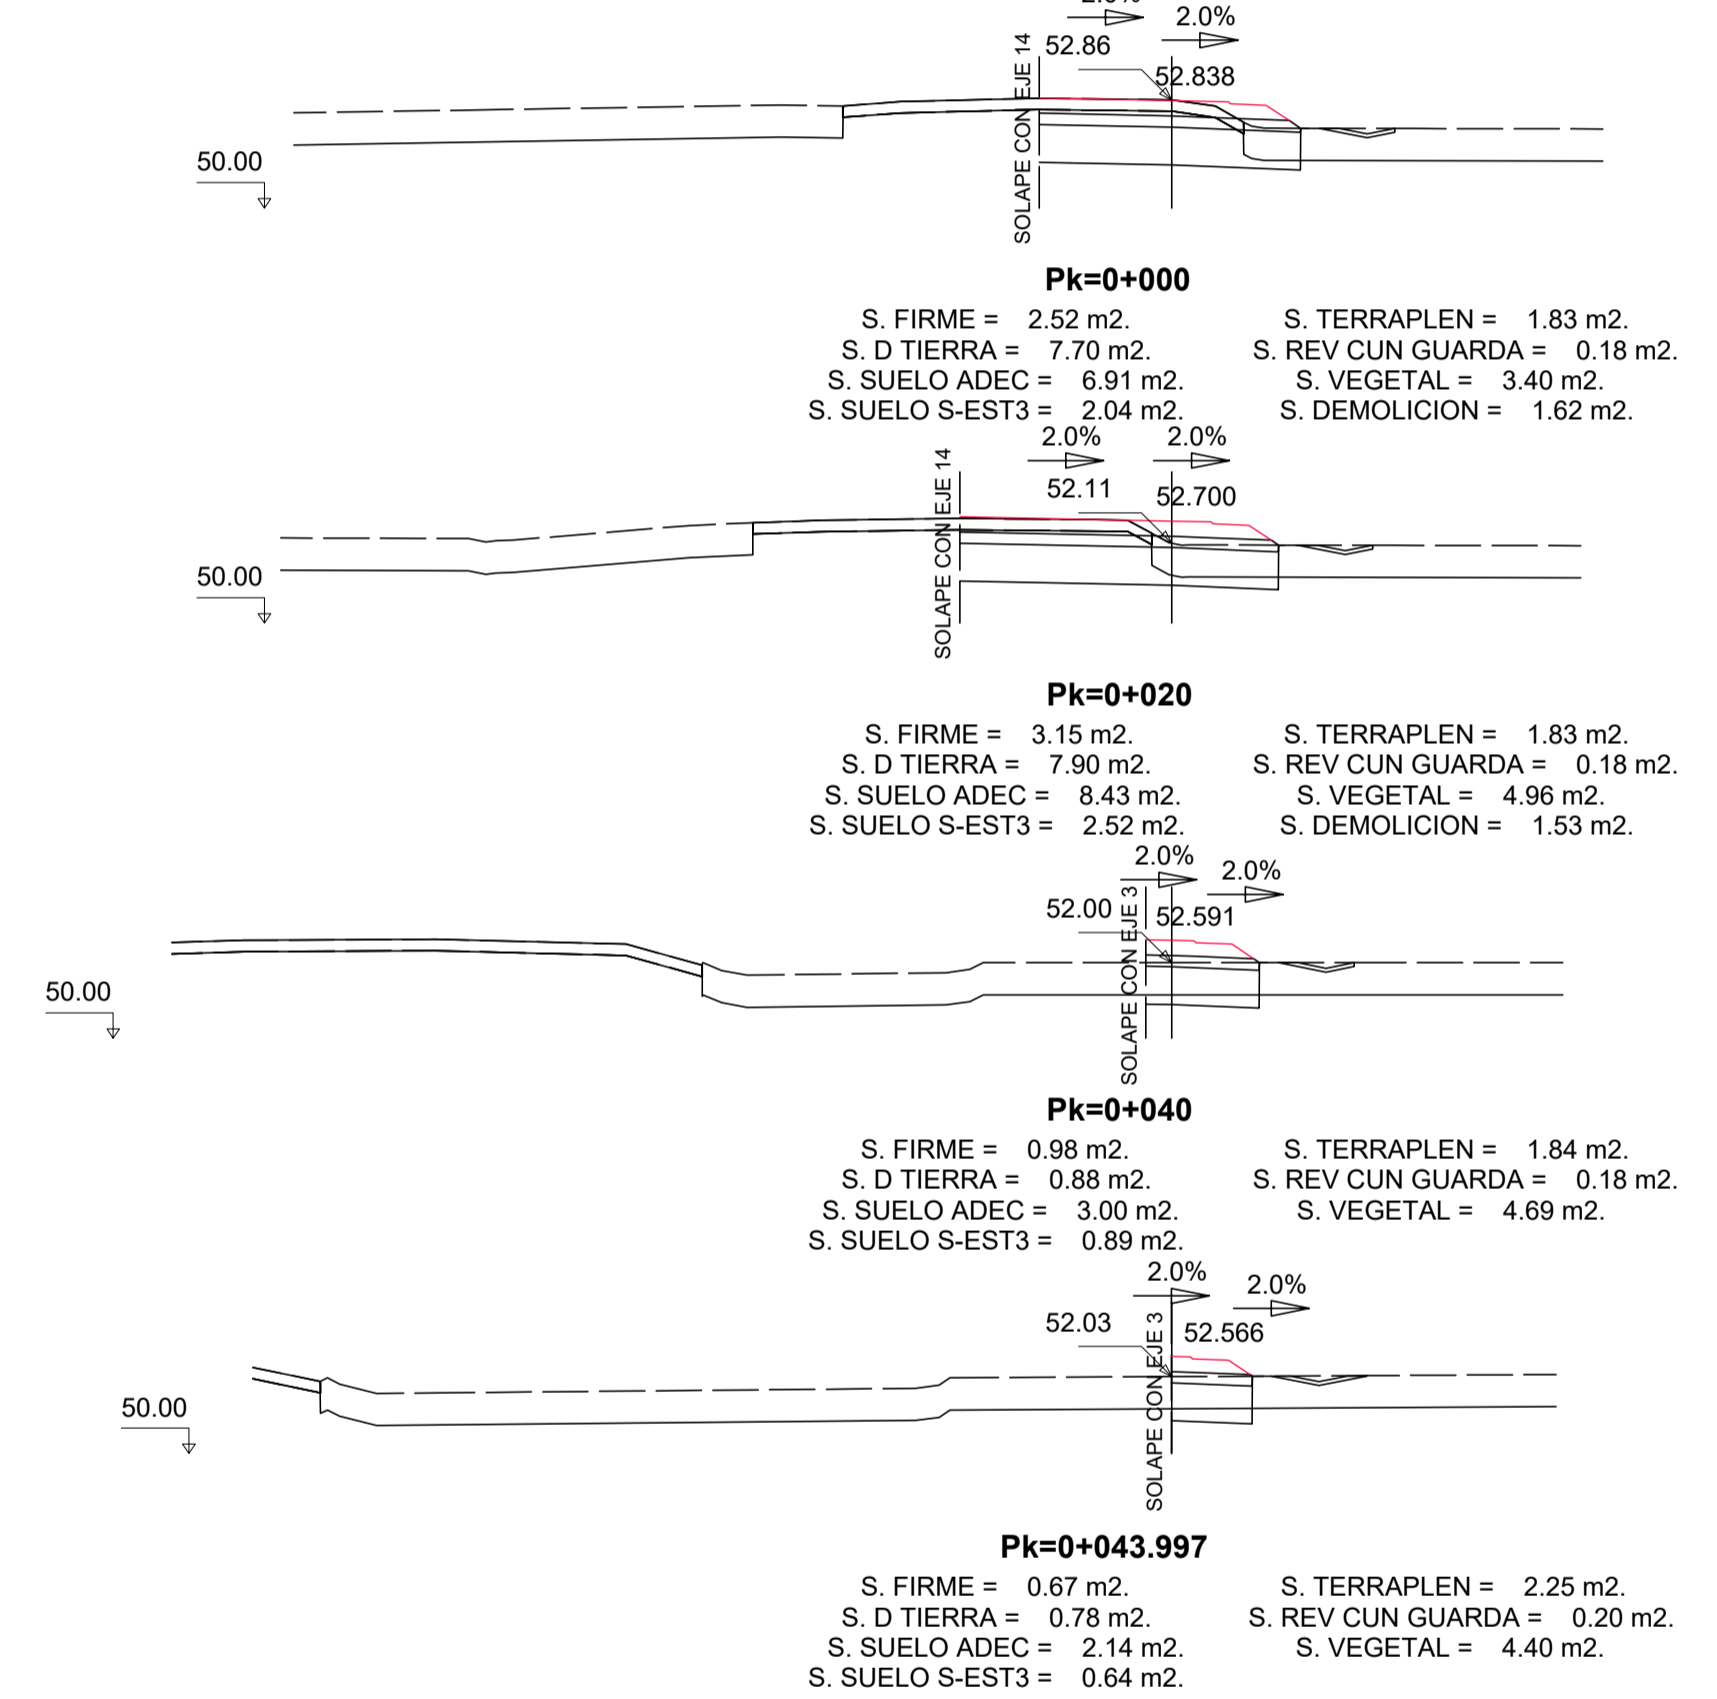 2.0%
52.86
52.838
SOLAPE CON EJE 14
50.00
Pk=0+000
S. FIRME = 2.52 m2.
S. TERRAPLEN = 1.83 m2.
S. D TIERRA = 7.70 m2.
S. REV CUN GUARDA = 0.18 m2.
S. SUELO ADEC = 6.91 m2.
S. VEGETAL = 3.40 m2.
S. SUELO S-EST3 = 2.04 m2.
S. DEMOLICION = 1.62 m2.
2.0%
2.0%
52.11
52.700
SOLAPE CON EJE 14
50.00
Pk=0+020
S. FIRME = 3.15 m2.
S. TERRAPLEN = 1.83 m2.
S. D TIERRA = 7.90 m2.
S. REV CUN GUARDA = 0.18 m2.
S. SUELO ADEC = 8.43 m2.
S. VEGETAL = 4.96 m2.
S. SUELO S-EST3 = 2.52 m2.
S. DEMOLICION = 1.53 m2.
2.0%
2.0%
52.00
52.591
SOLAPE CON EJE 3
50.00
Pk=0+040
S. FIRME = 0.98 m2.
S. TERRAPLEN = 1.84 m2.
S. D TIERRA = 0.88 m2.
S. REV CUN GUARDA = 0.18 m2.
S. SUELO ADEC = 3.00 m2.
S. VEGETAL = 4.69 m2.
S. SUELO S-EST3 = 0.89 m2.
2.0%
2.0%
52.03
52.566
SOLAPE CON EJE 3
50.00
Pk=0+043.997
S. FIRME = 0.67 m2.
S. TERRAPLEN = 2.25 m2.
S. D TIERRA = 0.78 m2.
S. REV CUN GUARDA = 0.20 m2.
S. SUELO ADEC = 2.14 m2.
S. VEGETAL = 4.40 m2.
S. SUELO S-EST3 = 0.64 m2.